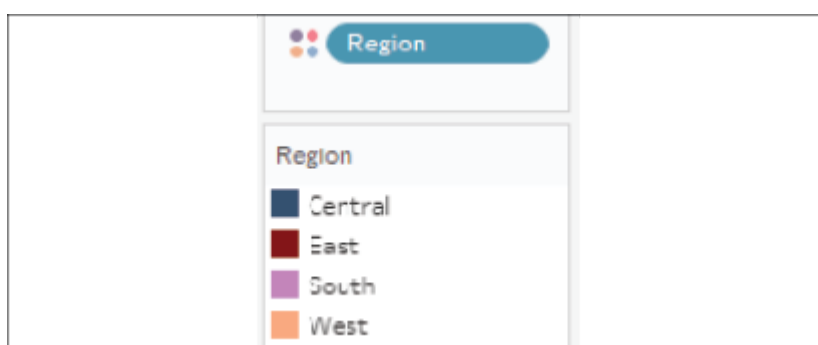 Region
Region
Central
East
South
West